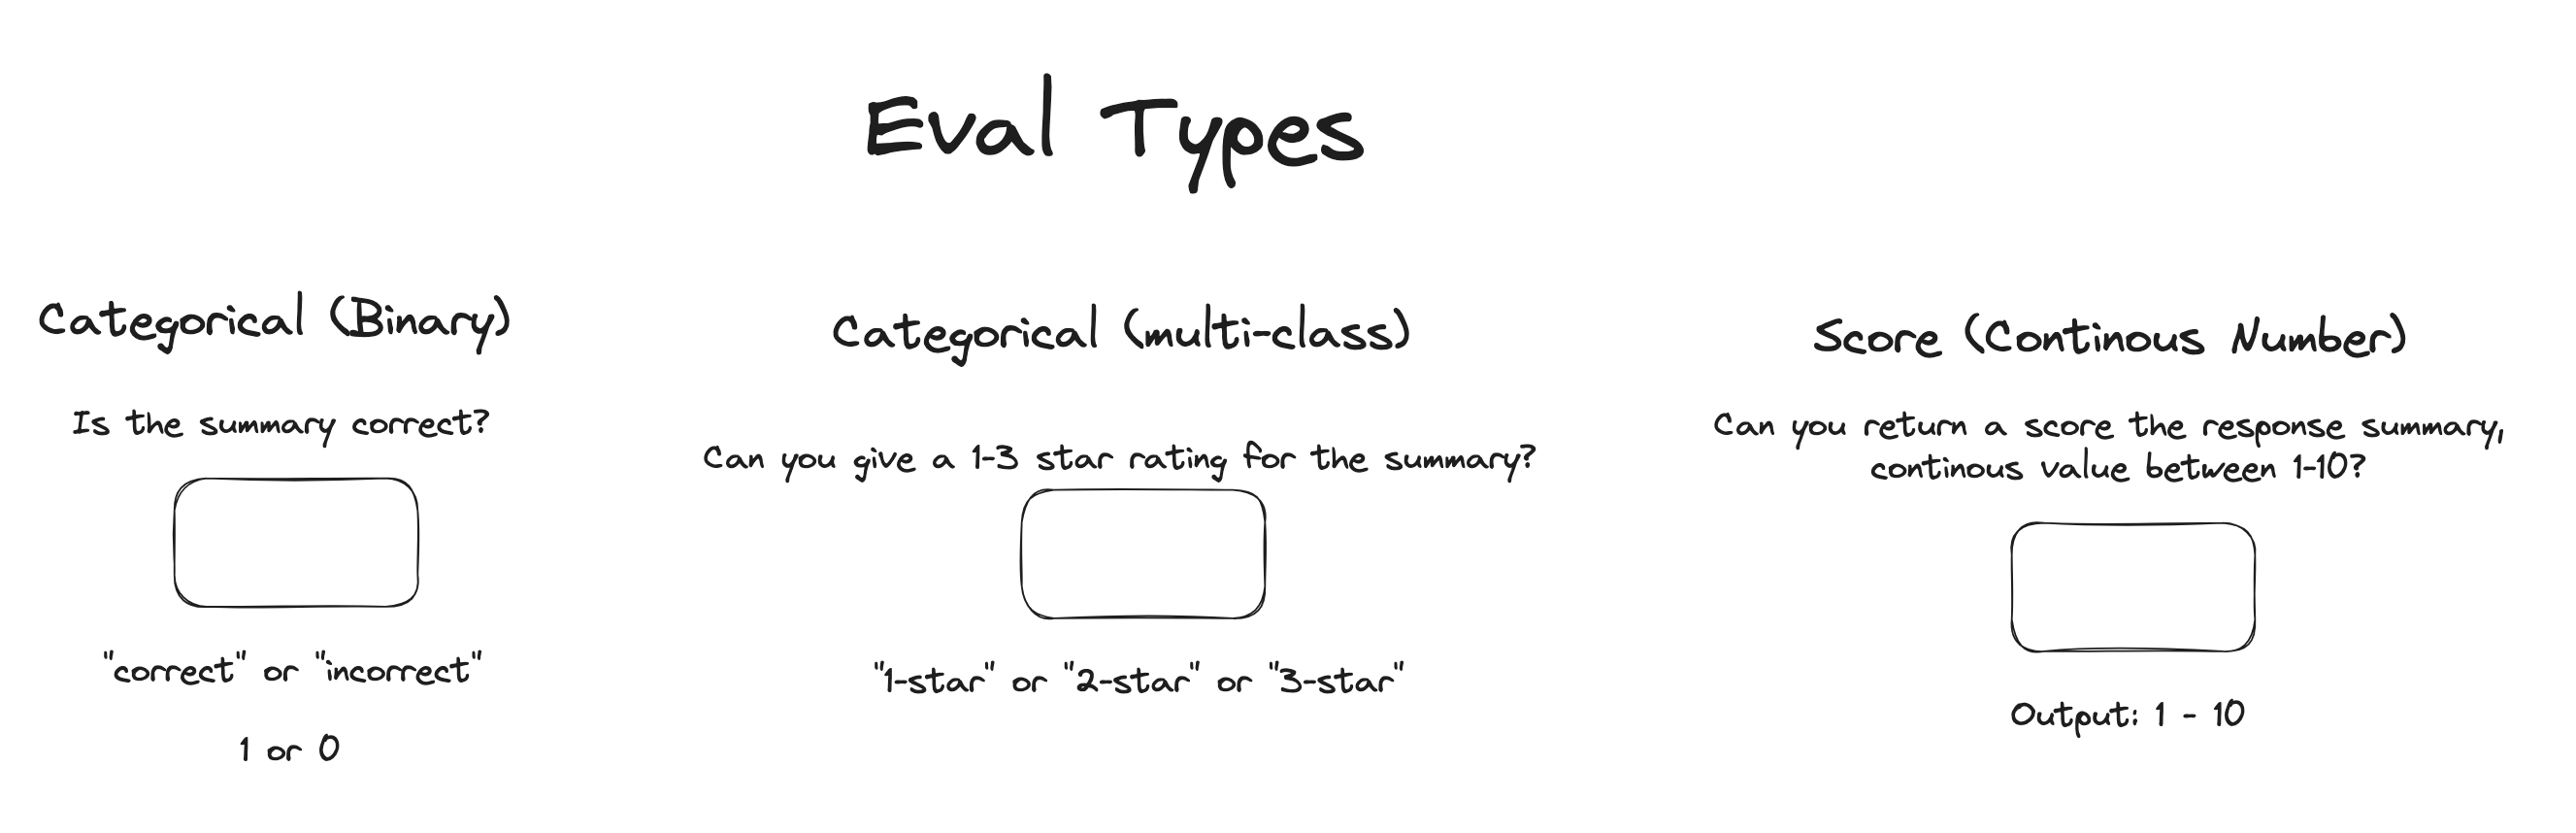 Eval Types
Categorical (Binary)
Is the summary correct?
"correct" or "incorrect"
1 or 0
Categorical (multi-class)
Can you give a 1-3 star rating for the summary?
"1-star" or "2-star" or "3-star"
Score (Continous Number)
Can you return a score the response summary,
continous value between 1-10?
Output: 1 - 10